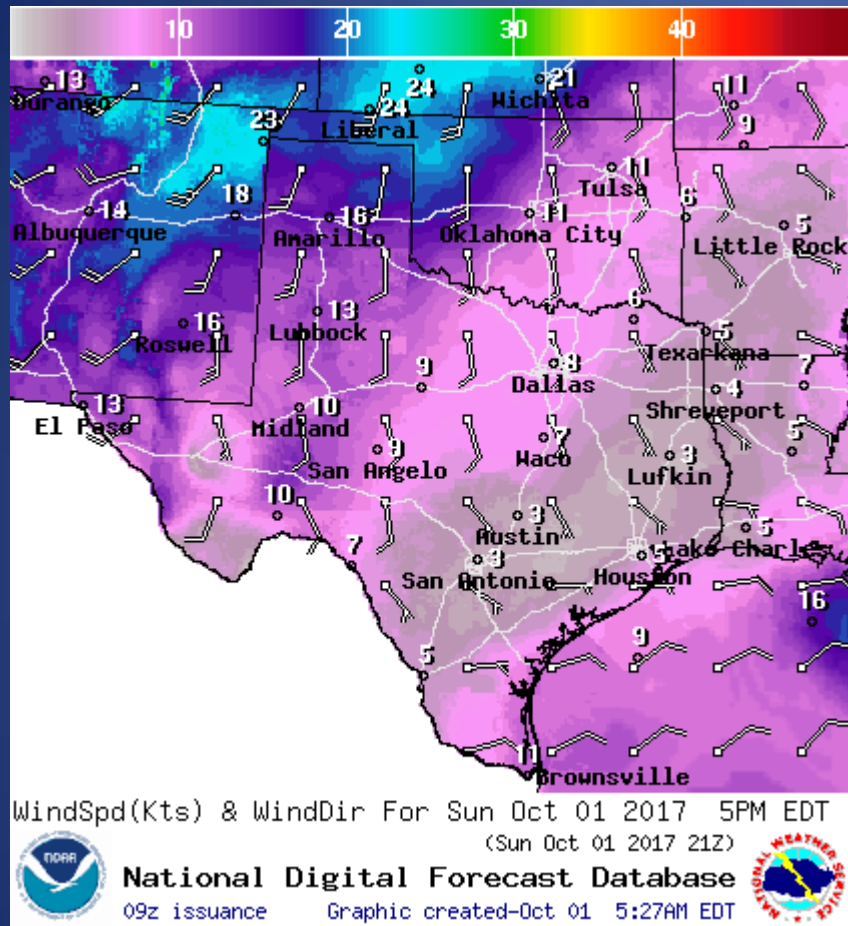 10 20 30 40
13 24 21 11
Durango 24 Wichita
23 Liberal 9
Tulsa 11
14 18 16 11 6 5
Albuquerque Amarillo Oklahoma City Little Rock
16 13 6 5
Roswell Lubbock Texarkana
9 8 7
Dallas 4
13 10 Shreveport
El Paso Midland 9 7 5
San Angelo Waco 3
Lufkin
10 3 5
Austin
7 3 5 Lake Charles
San Antonio Houston
16
5 9
11
Brownsville
WindSpd(Kts) & WindDir For Sun Oct 01 2017 5PM EDT
(Sun Oct 01 2017 21Z)
NOAA
NATIONAL WEATHER SERVICE
National Digital Forecast Database
09z issuance Graphic created-Oct 01 5:27AM EDT